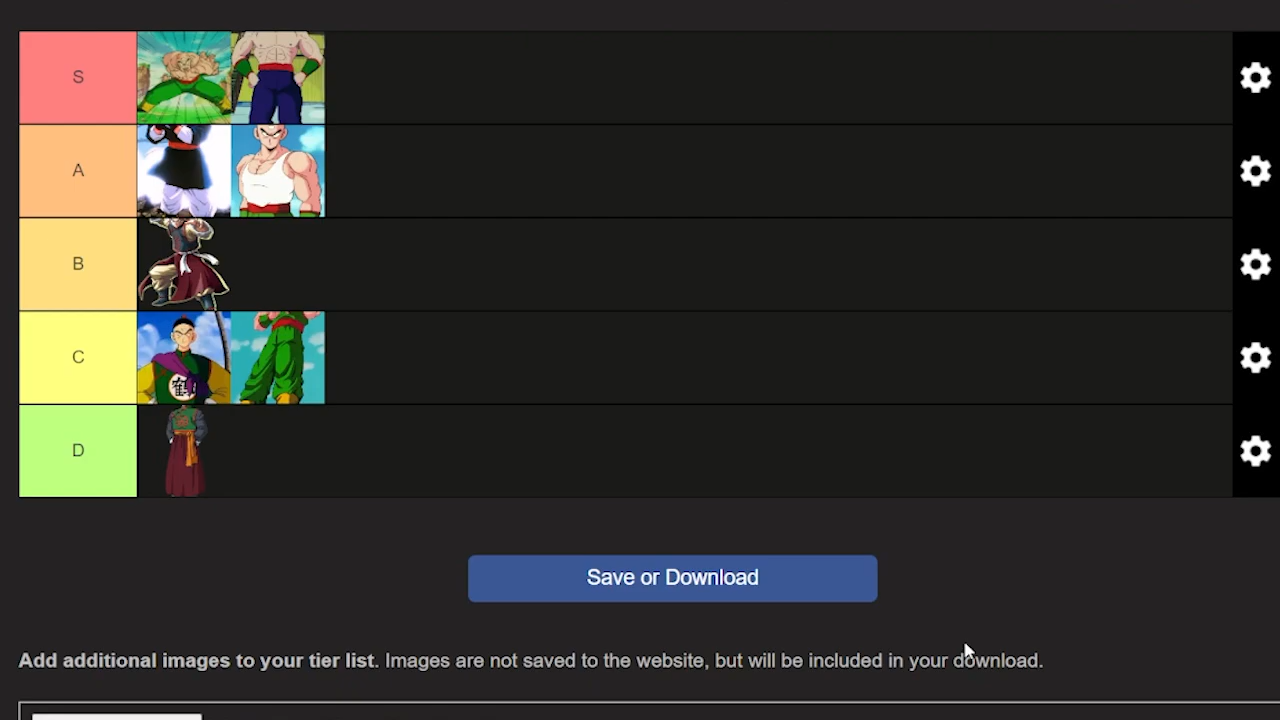 S
A
B
C
鶴
D
Save or Download
Add additional images to your tier list. Images are not saved to the website, but will be included in your download.